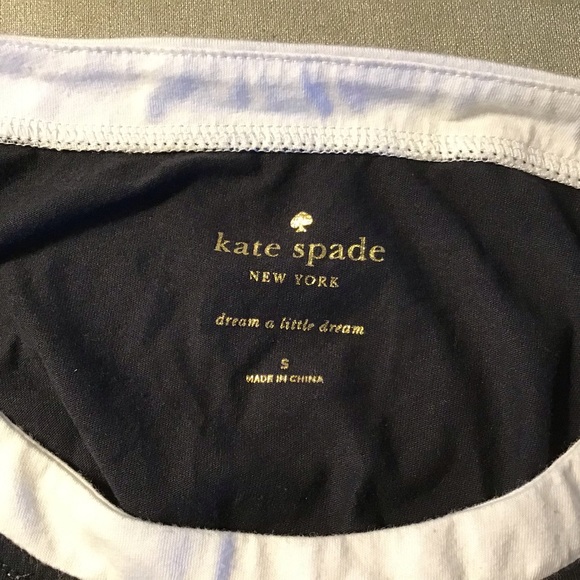 kate spade
NEW YORK
dream a little dream
S
MADE IN CHINA